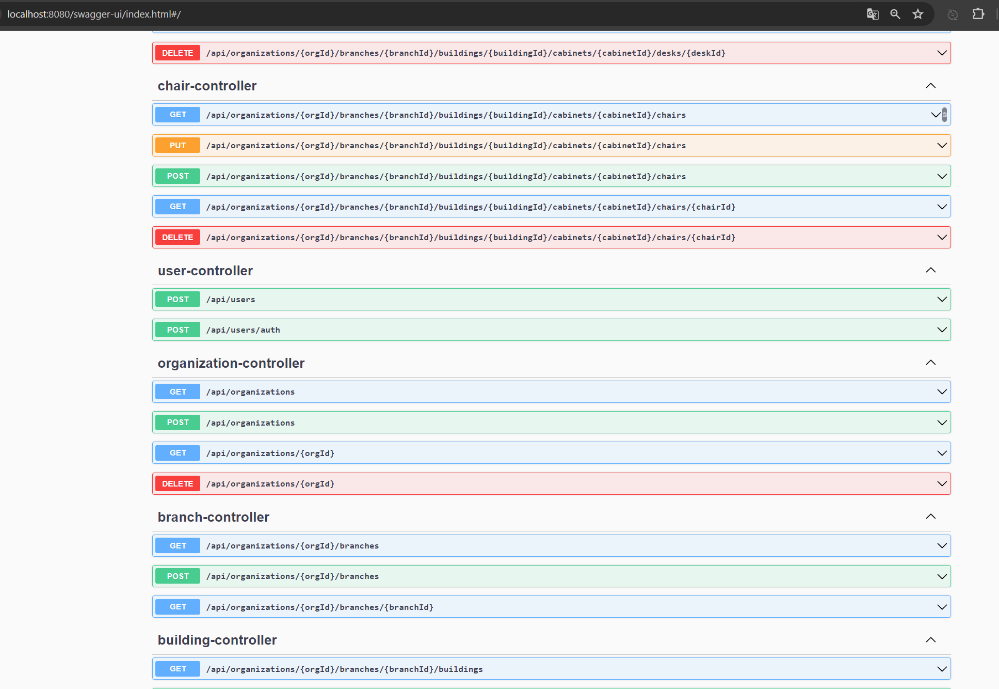 localhost:8080/swagger-ui/index.html#/
DELETE /api/organizations/{orgId}/branches/{branchId}/buildings/{buildingId}/cabinets/{cabinetId}/desks/{deskId}
chair-controller
GET /api/organizations/{orgId}/branches/{branchId}/buildings/{buildingId}/cabinets/{cabinetId}/chairs
PUT /api/organizations/{orgId}/branches/{branchId}/buildings/{buildingId}/cabinets/{cabinetId}/chairs
POST /api/organizations/{orgId}/branches/{branchId}/buildings/{buildingId}/cabinets/{cabinetId}/chairs
GET /api/organizations/{orgId}/branches/{branchId}/buildings/{buildingId}/cabinets/{cabinetId}/chairs/{chairId}
DELETE /api/organizations/{orgId}/branches/{branchId}/buildings/{buildingId}/cabinets/{cabinetId}/chairs/{chairId}
user-controller
POST /api/users
POST /api/users/auth
organization-controller
GET /api/organizations
POST /api/organizations
GET /api/organizations/{orgId}
DELETE /api/organizations/{orgId}
branch-controller
GET /api/organizations/{orgId}/branches
POST /api/organizations/{orgId}/branches
GET /api/organizations/{orgId}/branches/{branchId}
building-controller
GET /api/organizations/{orgId}/branches/{branchId}/buildings